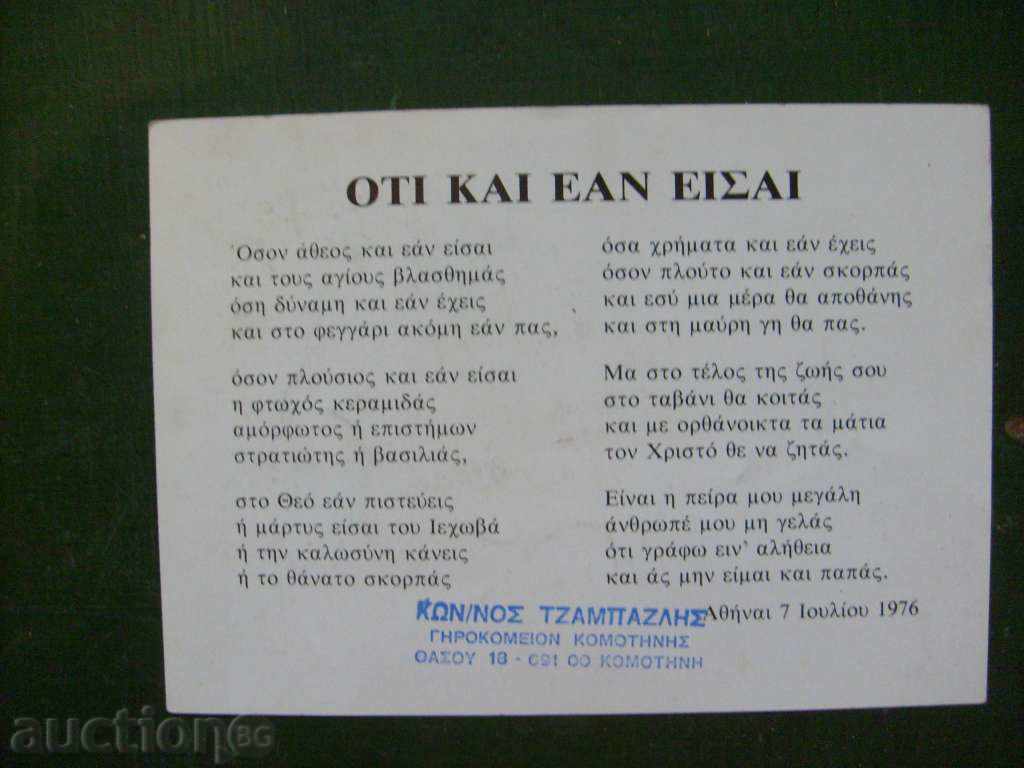 ΟΤΙ ΚΑΙ ΕΑΝ ΕΙΣΑΙ
Όσον άθεος και εάν είσαι
και τους αγίους βλασθημάς
όση δύναμη και εάν έχεις
και στο φεγγάρι ακόμη εάν πας,
όσον πλούσιος και εάν είσαι
η φτωχός κεραμιδάς
αμόρφωτος ή επιστήμων
στρατιώτης ή βασιλιάς,
στο Θεό εάν πιστεύεις
ή μάρτυς είσαι του Ιεχωβά
ή την καλωσύνη κάνεις
ή το θάνατο σκορπάς
όσα χρήματα και εάν έχεις
όσον πλούτο και εάν σκορπάς
και εσύ μια μέρα θα αποθάνης
και στη μαύρη γη θα πας.
Μα στο τέλος της ζωής σου
στο ταβάνι θα κοιτάς
και με ορθάνοικτα τα μάτια
τον Χριστό θε να ζητάς.
Είναι η πείρα μου μεγάλη
άνθρωπέ μου μη γελάς
ότι γράφω ειν' αλήθεια
και άς μην είμαι και παπάς.
Αθήναι 7 Ιουλίου 1976
ΚΩΝ/ΝΟΣ ΤΖΑΜΠΑΖΛΗΣ
ΓΗΡΟΚΟΜΕΙΟΝ ΚΟΜΟΤΗΝΗΣ
ΘΑΣΟΥ 18 - 691 00 ΚΟΜΟΤΗΝΗ
auctionBG